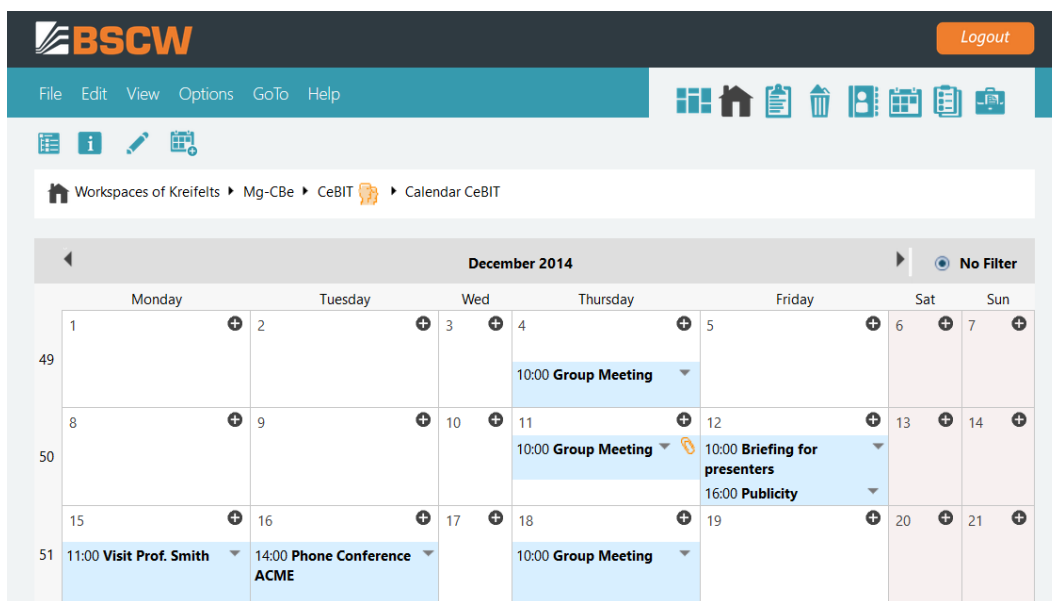 BSCW
Logout
File Edit View Options GoTo Help
Workspaces of Kreifelts Mg-CBe CeBIT Calendar CeBIT
December 2014
No Filter
Monday Tuesday Wed Thursday Friday Sat Sun
1 2 3 4 5 6 7
49
10:00 Group Meeting
8 9 10 11 12 13 14
50
10:00 Group Meeting
10:00 Briefing for
presenters
16:00 Publicity
15 16 17 18 19 20 21
51
11:00 Visit Prof. Smith
14:00 Phone Conference
ACME
10:00 Group Meeting